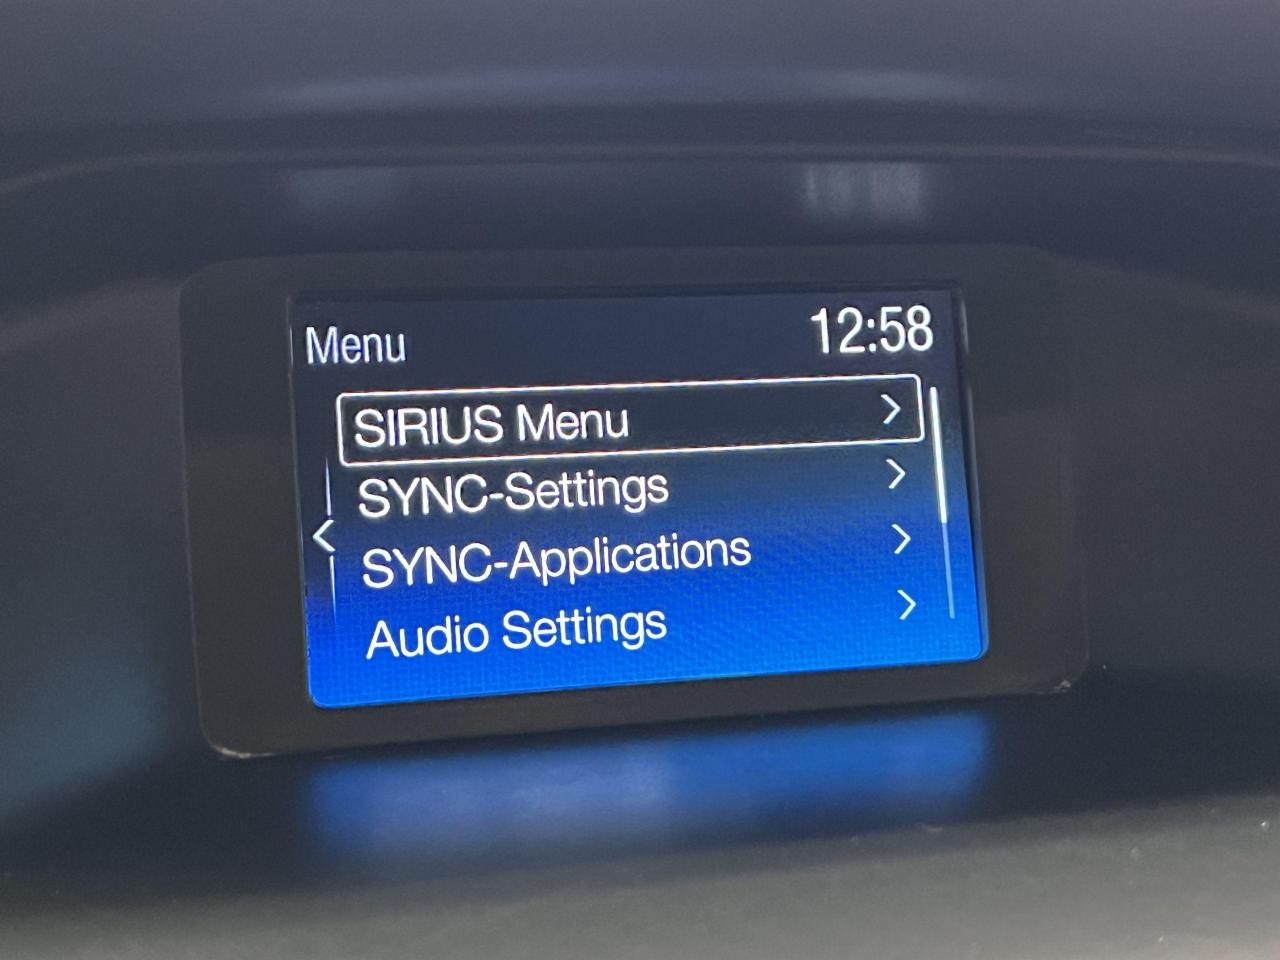 Menu 12:58
SIRIUS Menu
SYNC-Settings
SYNC-Applications
Audio Settings